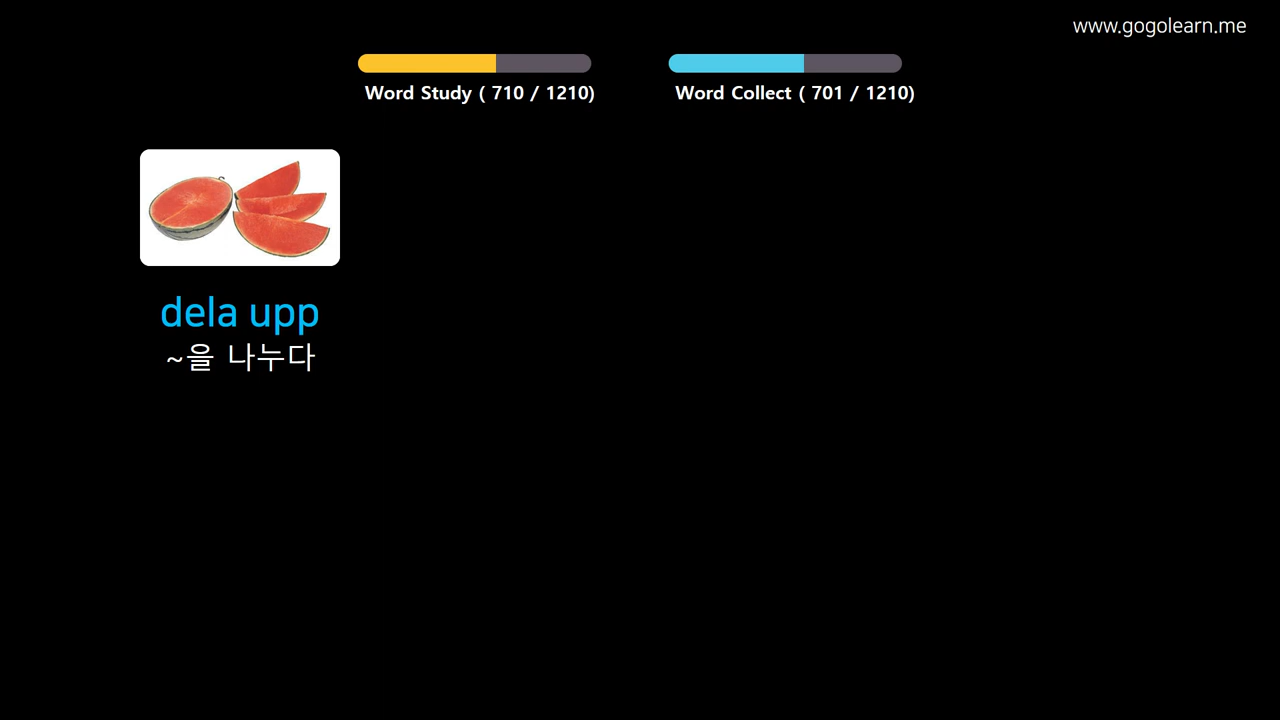 www.gogolearn.me
Word Study ( 710 / 1210)
Word Collect ( 701 / 1210)
dela upp
~을 나누다